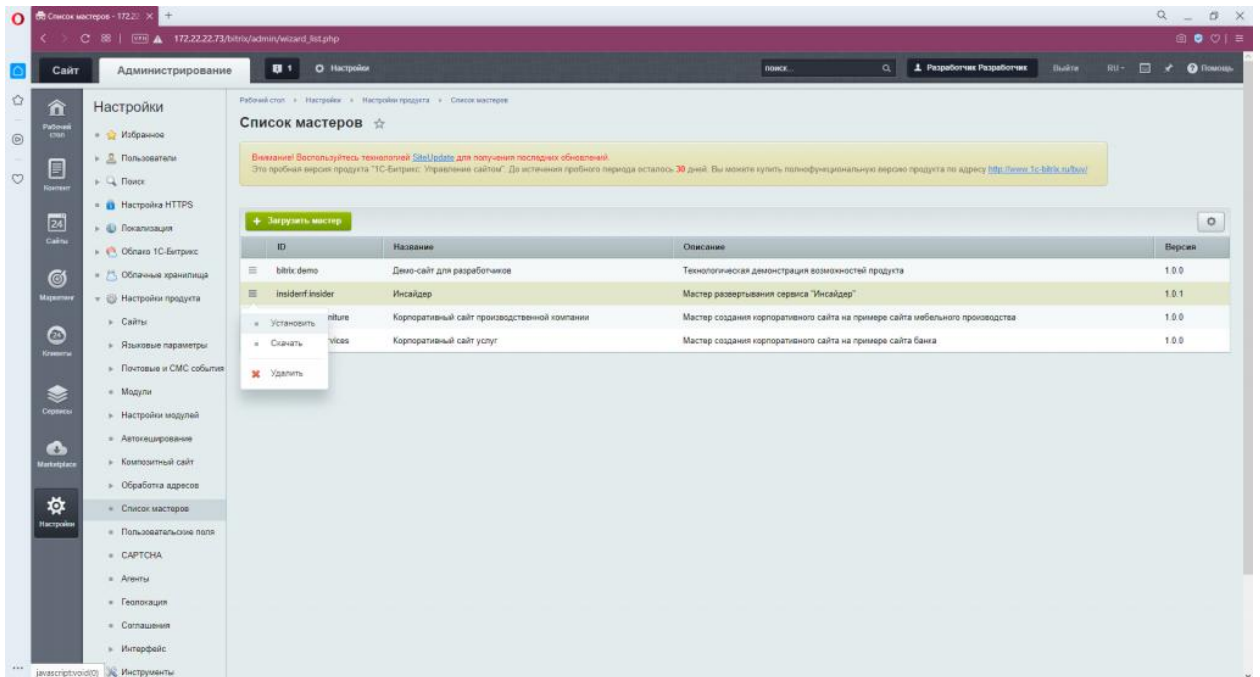 Список мастеров - 172.22
172.22.22.73/bitrix/admin/wizard_list.php
VPN
Сайт
Администрирование
1
Настройки
поиск...
Разработчик Разработчик
Выйти
RU
Помощь
Рабочий стол
Контент
24
Сайты
Маркетинг
24
Клиенты
Сервисы
Marketplace
Настройки
Настройки
Избранное
Пользователи
Поиск
Настройка HTTPS
Локализация
Облако 1С-Битрикс
Облачные хранилища
Настройки продукта
Сайты
Языковые параметры
Почтовые и СМС события
Модули
Настройки модулей
Автокеширование
Композитный сайт
Обработка адресов
Список мастеров
Пользовательские поля
CAPTCHA
Агенты
Геолокация
Соглашения
Интерфейс
Инструменты
Рабочий стол Настройки Настройки продукта Список мастеров
Список мастеров
Внимание! Воспользуйтесь технологией SiteUpdate для получения последних обновлений.
Это пробная версия продукта "1С-Битрикс: Управление сайтом". До истечения пробного периода осталось 30 дней. Вы можете купить полнофункциональную версию продукта по адресу http://www.1c-bitrix.ru/buy/
+ Загрузить мастер
ID Название Описание Версия
bitrix:demo Демо-сайт для разработчиков Технологическая демонстрация возможностей продукта 1.0.0
insiderrf:insider Инсайдер Мастер развертывания сервиса "Инсайдер" 1.0.1
niture Корпоративный сайт производственной компании Мастер создания корпоративного сайта на примере сайта мебельного производства 1.0.0
vices Корпоративный сайт услуг Мастер создания корпоративного сайта на примере сайта банка 1.0.0
Установить
Скачать
Удалить
javascript:void(0)